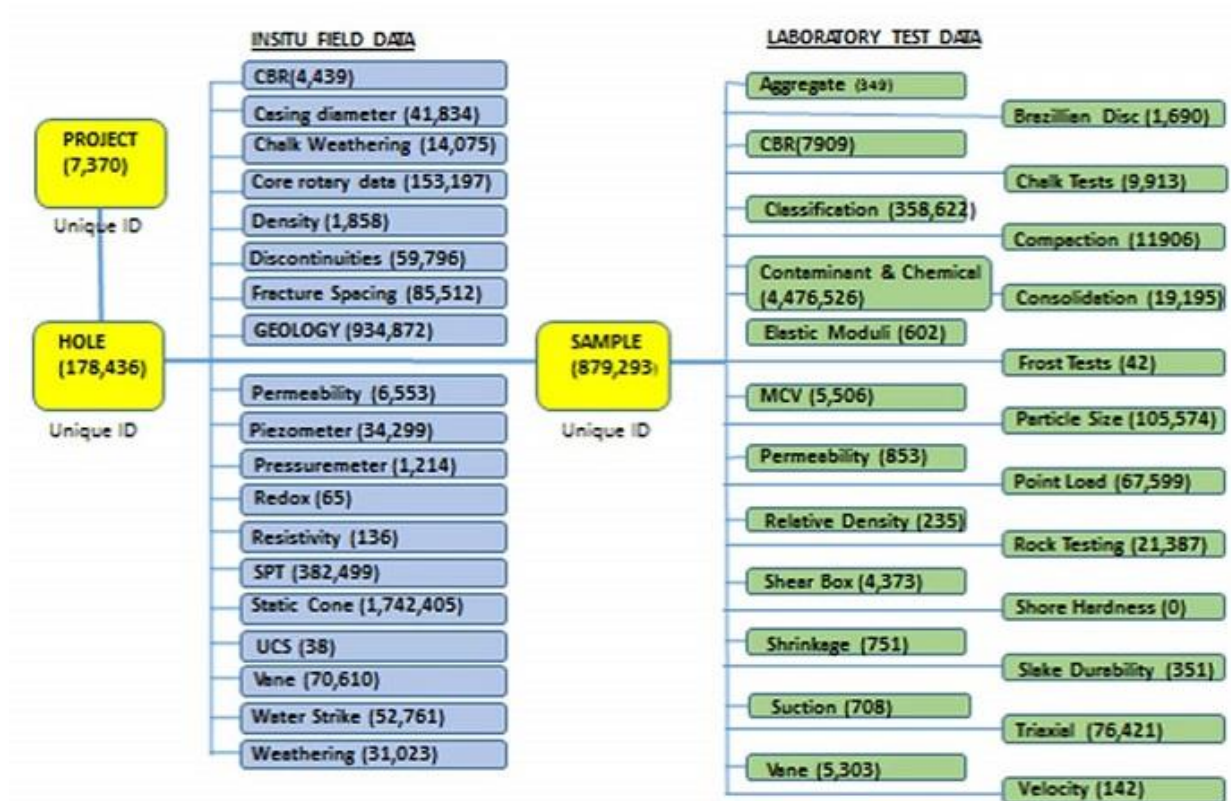 INSITU FIELD DATA
LABORATORY TEST DATA
PROJECT
(7,370)
Unique ID
HOLE
(178,436)
Unique ID
CBR(4,439)
Casing diameter (41,834)
Chalk Weathering (14,075)
Core rotary data (153,197)
Density (1,858)
Discontinuities (59,796)
Fracture Spacing (85,512)
GEOLOGY (934,872)
Permeability (6,553)
Piezometer (34,299)
Pressuremeter (1,214)
Redox (65)
Resistivity (136)
SPT (382,499)
Static Cone (1,742,405)
UCS (38)
Vane (70,610)
Water Strike (52,761)
Weathering (31,023)
SAMPLE
(879,293)
Unique ID
Aggregate (349)
Brazillian Disc (1,690)
CBR(7909)
Chalk Tests (9,913)
Classification (358,622)
Compaction (11906)
Contaminant & Chemical
(4,476,526)
Consolidation (19,195)
Elastic Moduli (602)
Frost Tests (42)
MCV (5,506)
Particle Size (105,574)
Permeability (853)
Point Load (67,599)
Relative Density (235)
Rock Testing (21,387)
Shear Box (4,373)
Shore Hardness (0)
Shrinkage (751)
Slake Durability (351)
Suction (708)
Triaxial (76,421)
Vane (5,303)
Velocity (142)